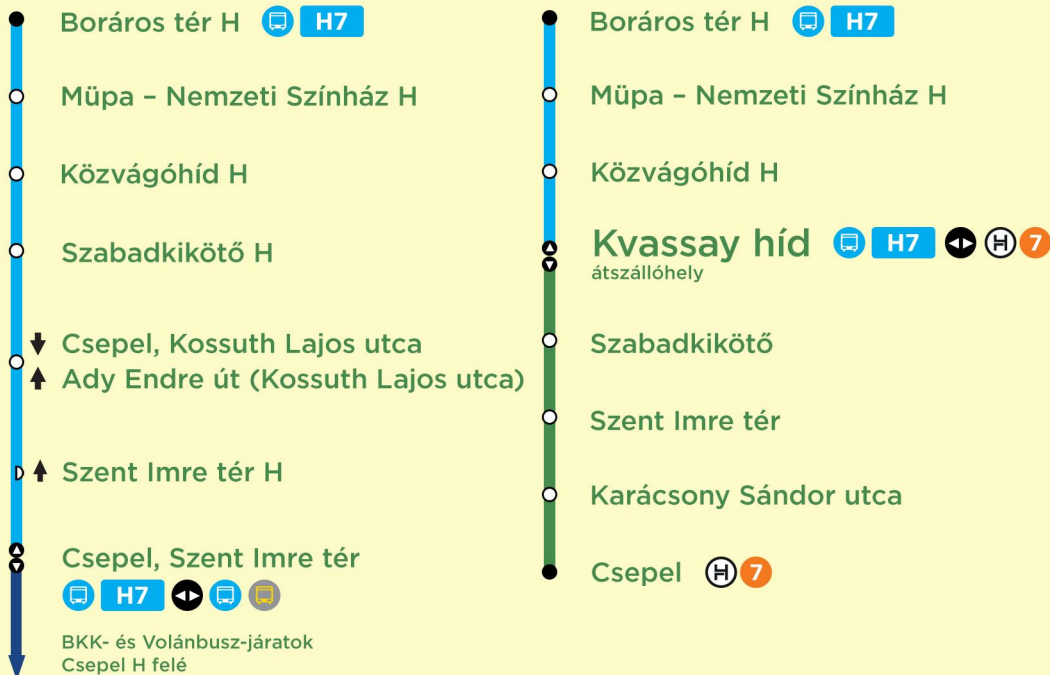 Boráros tér H H7
Müpa – Nemzeti Színház H
Közvágóhíd H
Szabadkikötő H
Csepel, Kossuth Lajos utca
Ady Endre út (Kossuth Lajos utca)
Szent Imre tér H
Csepel, Szent Imre tér
H7
BKK- és Volánbusz-járatok
Csepel H felé
Boráros tér H H7
Müpa – Nemzeti Színház H
Közvágóhíd H
Kvassay híd H7 H 7
átszállóhely
Szabadkikötő
Szent Imre tér
Karácsony Sándor utca
Csepel H 7